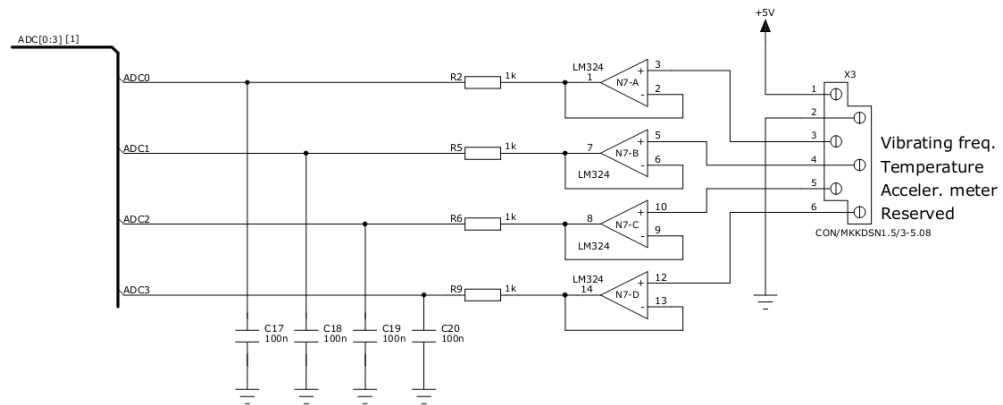 +5V
ADC[0:3] [1]
LM324
X3
ADC0 R2 1k 1 N7-A + 3
- 2
1
2
3 Vibrating freq.
ADC1 R5 1k 7 N7-B + 5
- 6
LM324
4 Temperature
5 Acceler. meter
ADC2 R6 1k 8 N7-C + 10
- 9
LM324
6 Reserved
CON/MKKDSN1.5/3-5.08
LM324
ADC3 R9 1k 14 N7-D + 12
- 13
C17 C18 C19 C20
100n 100n 100n 100n